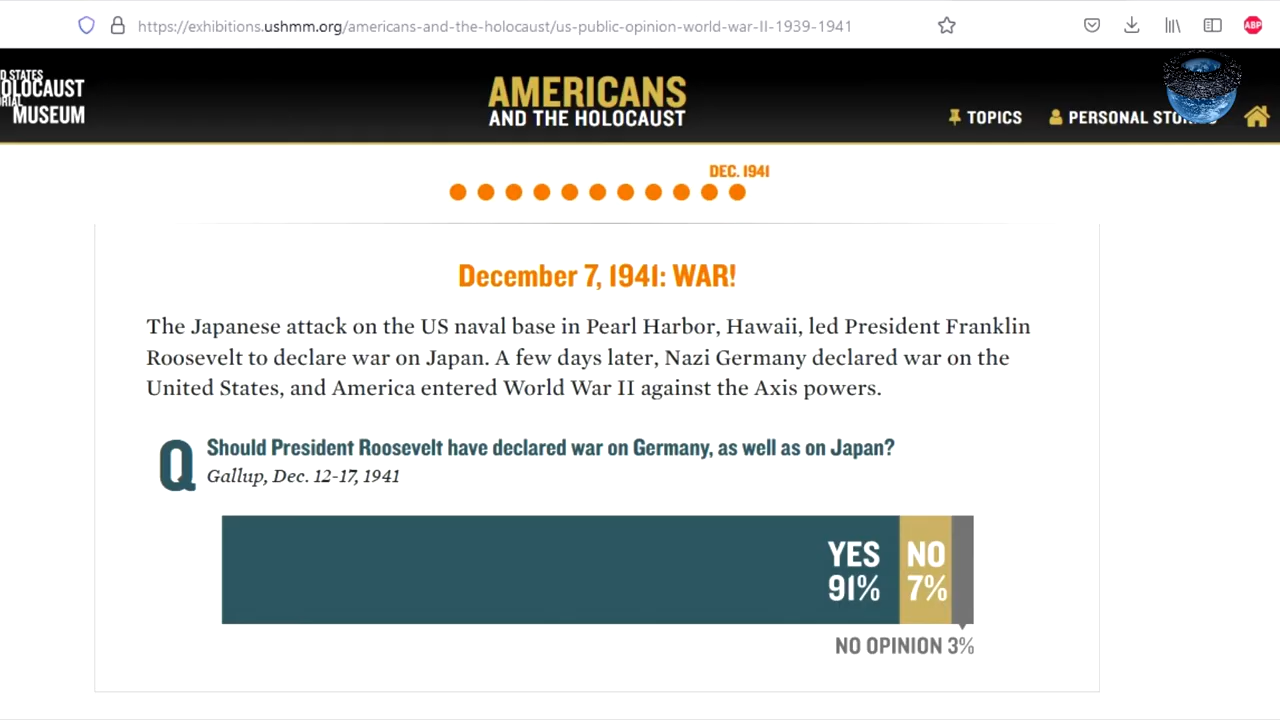 https://exhibitions.ushmm.org/americans-and-the-holocaust/us-public-opinion-world-war-II-1939-1941
ABP
D STATES
OLOCAUST
RIAL
MUSEUM
AMERICANS
AND THE HOLOCAUST
TOPICS
PERSONAL STO
DEC. 1941
December 7, 1941: WAR!
The Japanese attack on the US naval base in Pearl Harbor, Hawaii, led President Franklin
Roosevelt to declare war on Japan. A few days later, Nazi Germany declared war on the
United States, and America entered World War II against the Axis powers.
Q
Should President Roosevelt have declared war on Germany, as well as on Japan?
Gallup, Dec. 12-17, 1941
YES
91%
NO
7%
NO OPINION 3%